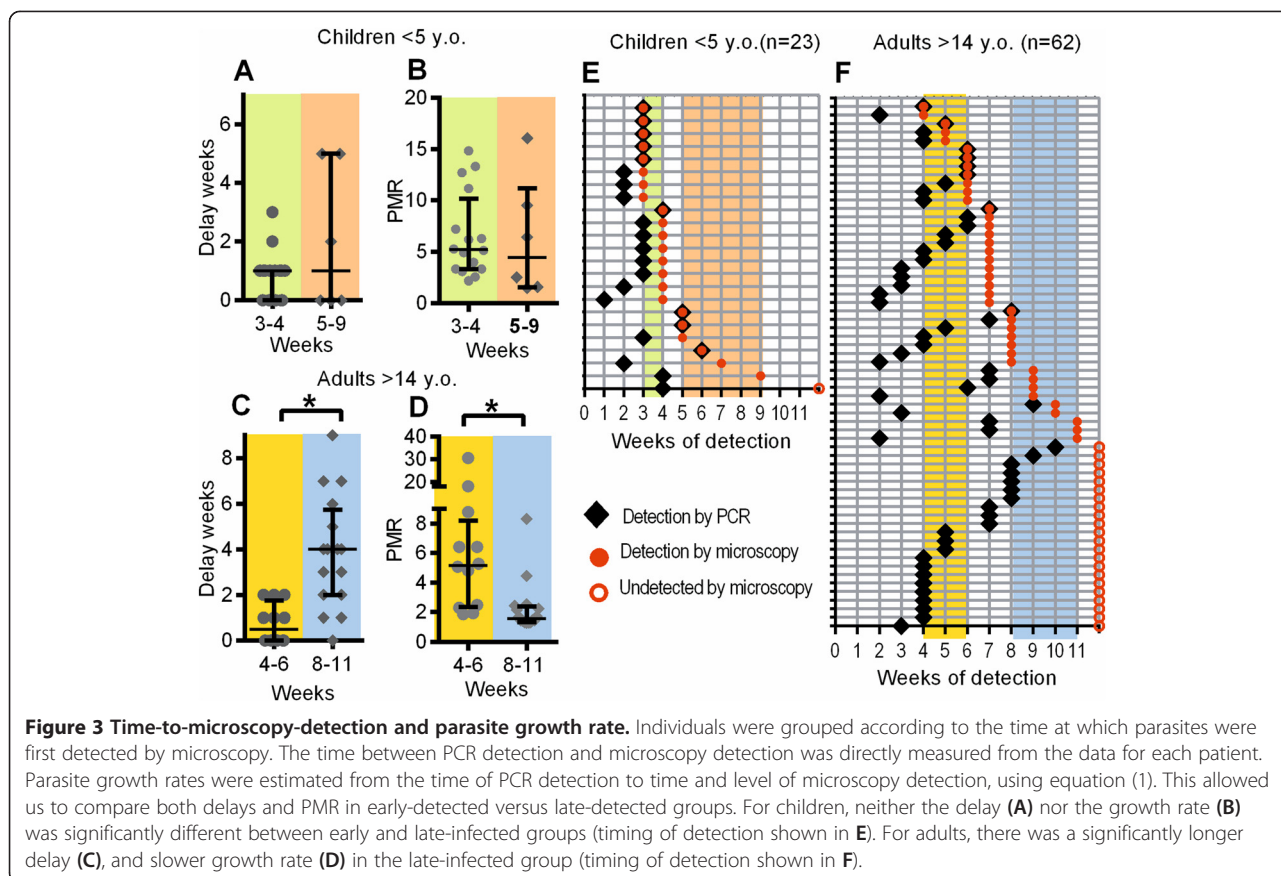 Children <5 y.o.
A
B
Delay weeks
6
4
2
0
3-4
5-9
Weeks
PMR
20
15
10
5
0
3-4
5-9
Weeks
Adults >14 y.o.
C
D
*
*
Delay weeks
8
6
4
2
0
4-6
8-11
Weeks
PMR
40
30
20
8
6
4
2
0
4-6
8-11
Weeks
Children <5 y.o.(n=23)
E
0 1 2 3 4 5 6 7 8 9 10 11
Weeks of detection
Detection by PCR
Detection by microscopy
Undetected by microscopy
Adults >14 y.o. (n=62)
F
0 1 2 3 4 5 6 7 8 9 10 11
Weeks of detection
Figure 3 Time-to-microscopy-detection and parasite growth rate. Individuals were grouped according to the time at which parasites were
first detected by microscopy. The time between PCR detection and microscopy detection was directly measured from the data for each patient.
Parasite growth rates were estimated from the time of PCR detection to time and level of microscopy detection, using equation (1). This allowed
us to compare both delays and PMR in early-detected versus late-detected groups. For children, neither the delay (A) nor the growth rate (B)
was significantly different between early and late-infected groups (timing of detection shown in E). For adults, there was a significantly longer
delay (C), and slower growth rate (D) in the late-infected group (timing of detection shown in F).